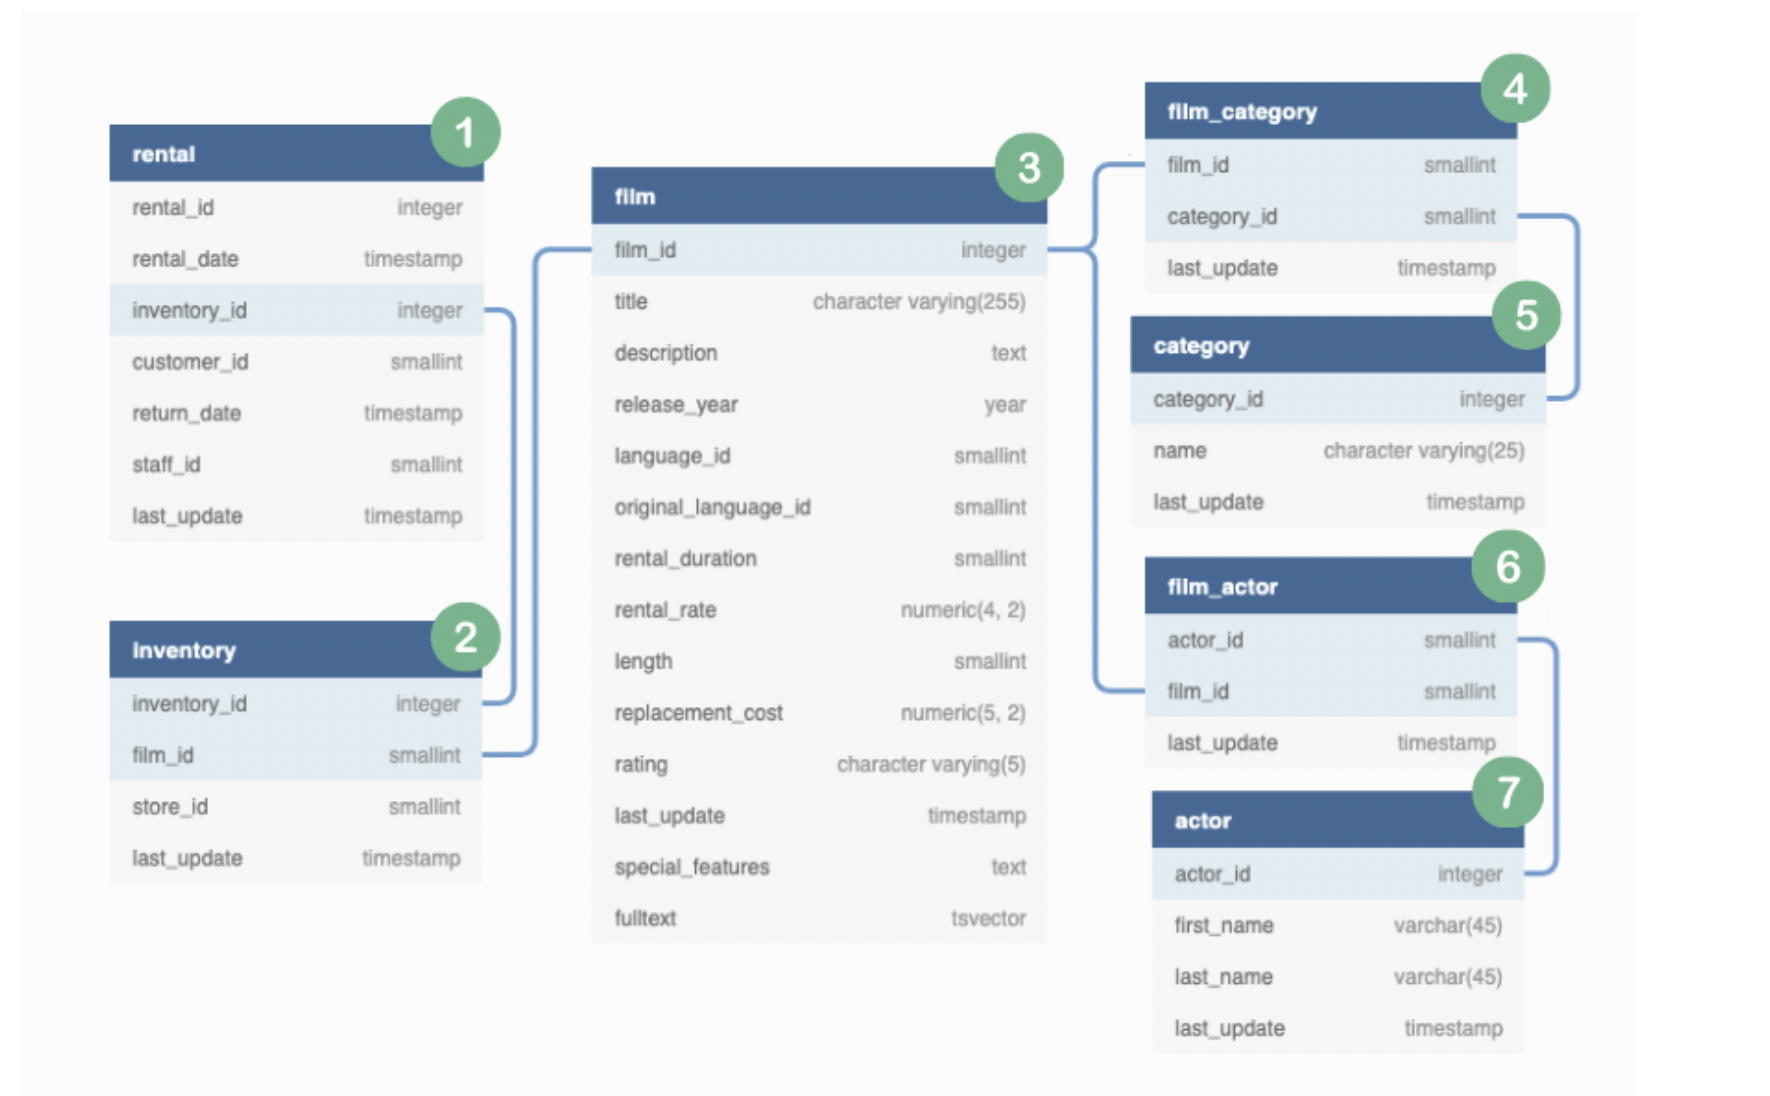 1
rental
rental_id integer
rental_date timestamp
inventory_id integer
customer_id smallint
return_date timestamp
staff_id smallint
last_update timestamp
2
inventory
inventory_id integer
film_id smallint
store_id smallint
last_update timestamp
3
film
film_id integer
title character varying(255)
description text
release_year year
language_id smallint
original_language_id smallint
rental_duration smallint
rental_rate numeric(4, 2)
length smallint
replacement_cost numeric(5, 2)
rating character varying(5)
last_update timestamp
special_features text
fulltext tsvector
4
film_category
film_id smallint
category_id smallint
last_update timestamp
5
category
category_id integer
name character varying(25)
last_update timestamp
6
film_actor
actor_id smallint
film_id smallint
last_update timestamp
7
actor
actor_id integer
first_name varchar(45)
last_name varchar(45)
last_update timestamp